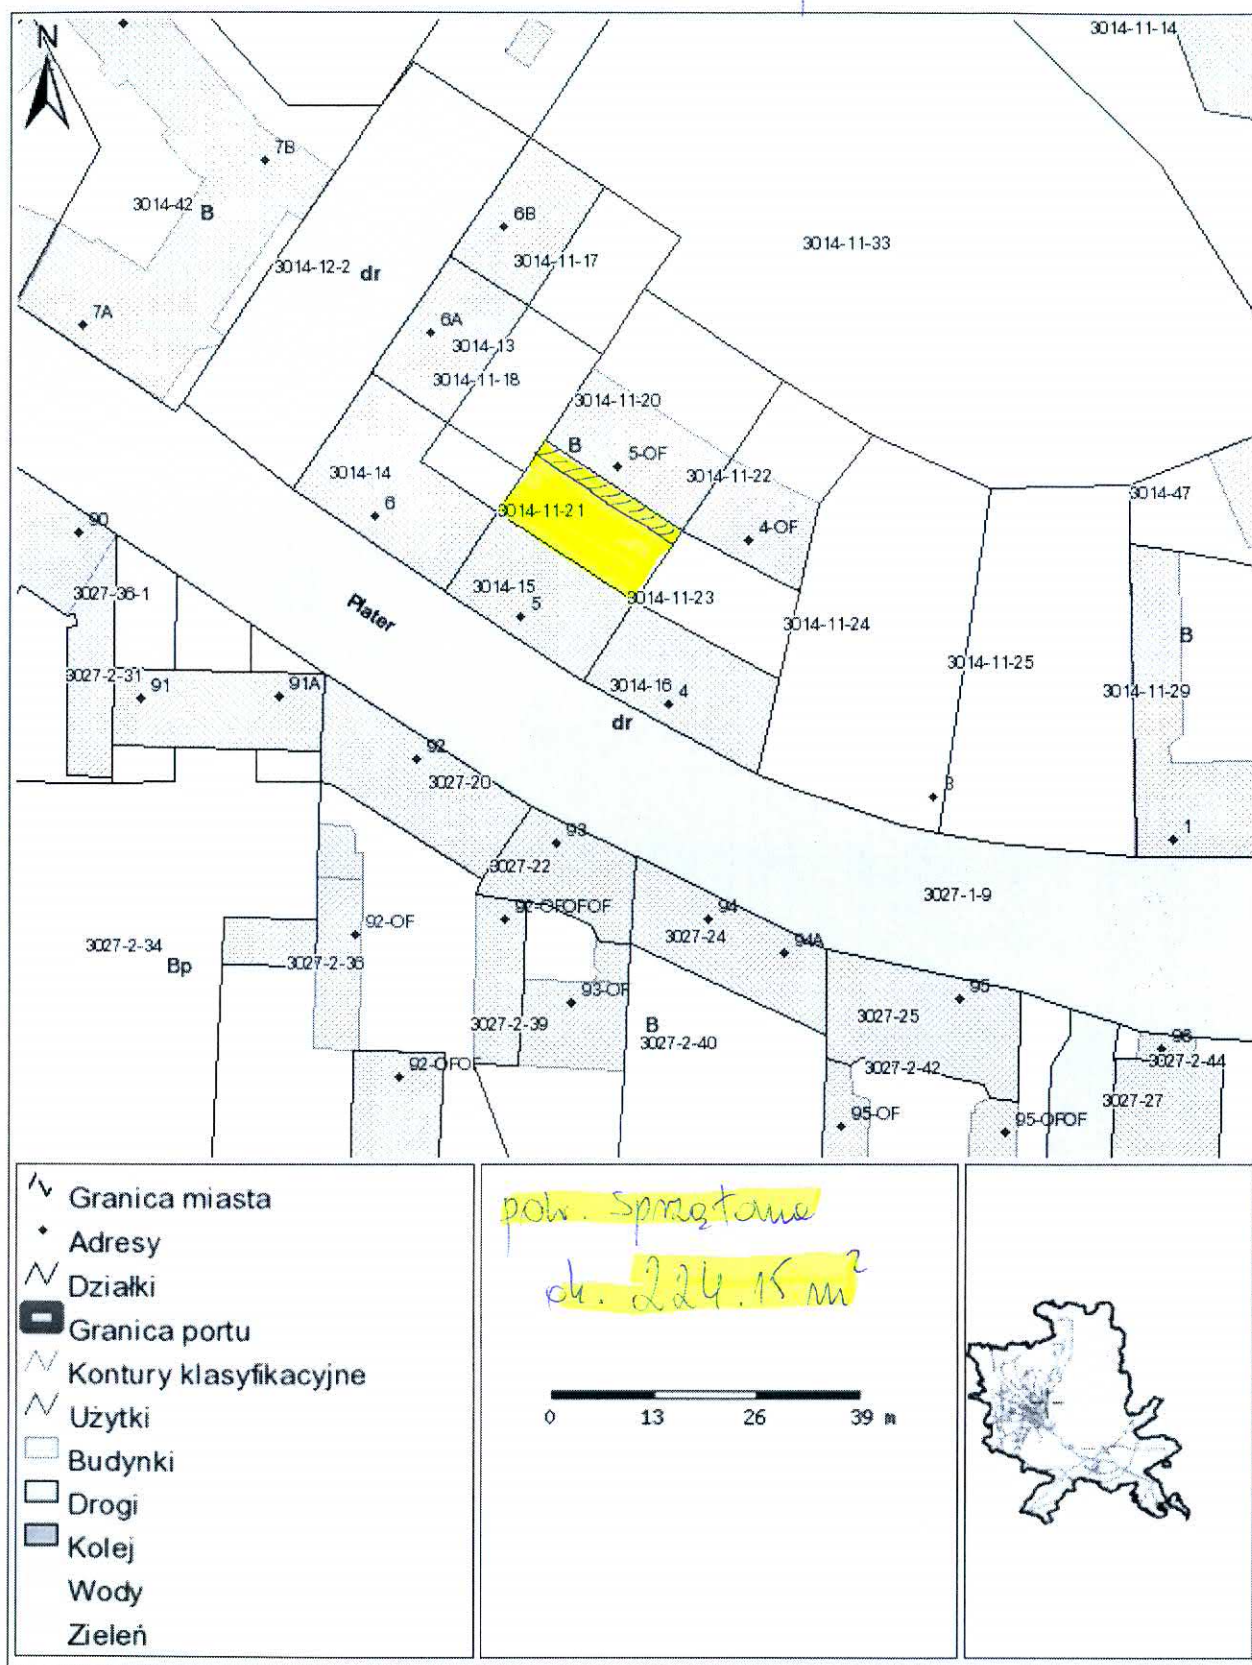 3014-11-14
N
7B
3014-42 B
6B
3014-11-17
3014-11-33
3014-12-2 dr
7A
6A
3014-13
3014-11-18
3014-11-20
B
5-OF
3014-11-22
3014-14
6
3014-11-21
4-OF
3014-47
90
3027-36-1
3014-15
5
3014-11-23
Plater
3014-11-24
B
3014-11-25
3027-2-31
91
91A
3014-16
4
3014-11-29
dr
92
3027-20
3
1
93
3027-22
3027-1-9
92-OF
92-OFOFOF
94
3027-24
94A
3027-2-34
Bp
3027-2-36
93-OF
95
3027-25
3027-2-39
B
3027-2-40
96
3027-2-44
3027-2-42
92-OFOF
3027-27
95-OF
95-OFOF
Granica miasta
Adresy
Działki
Granica portu
Kontury klasyfikacyjne
Użytki
Budynki
Drogi
Kolej
Wody
Zieleń
pow. sprzątana
ok. 224.15 m²
0 13 26 39 m